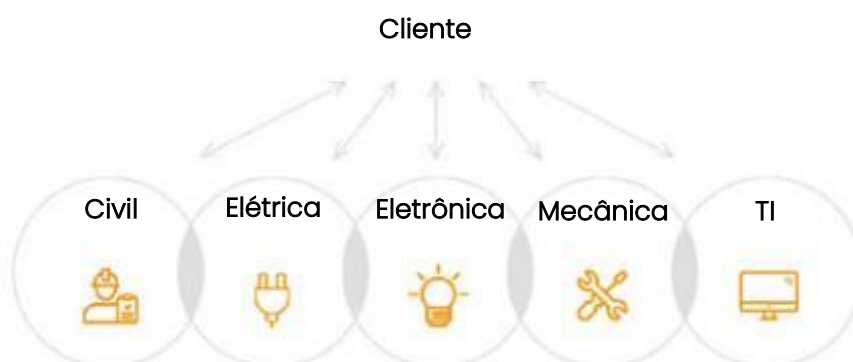 Cliente
Civil
Elétrica
Eletrônica
Mecânica
TI